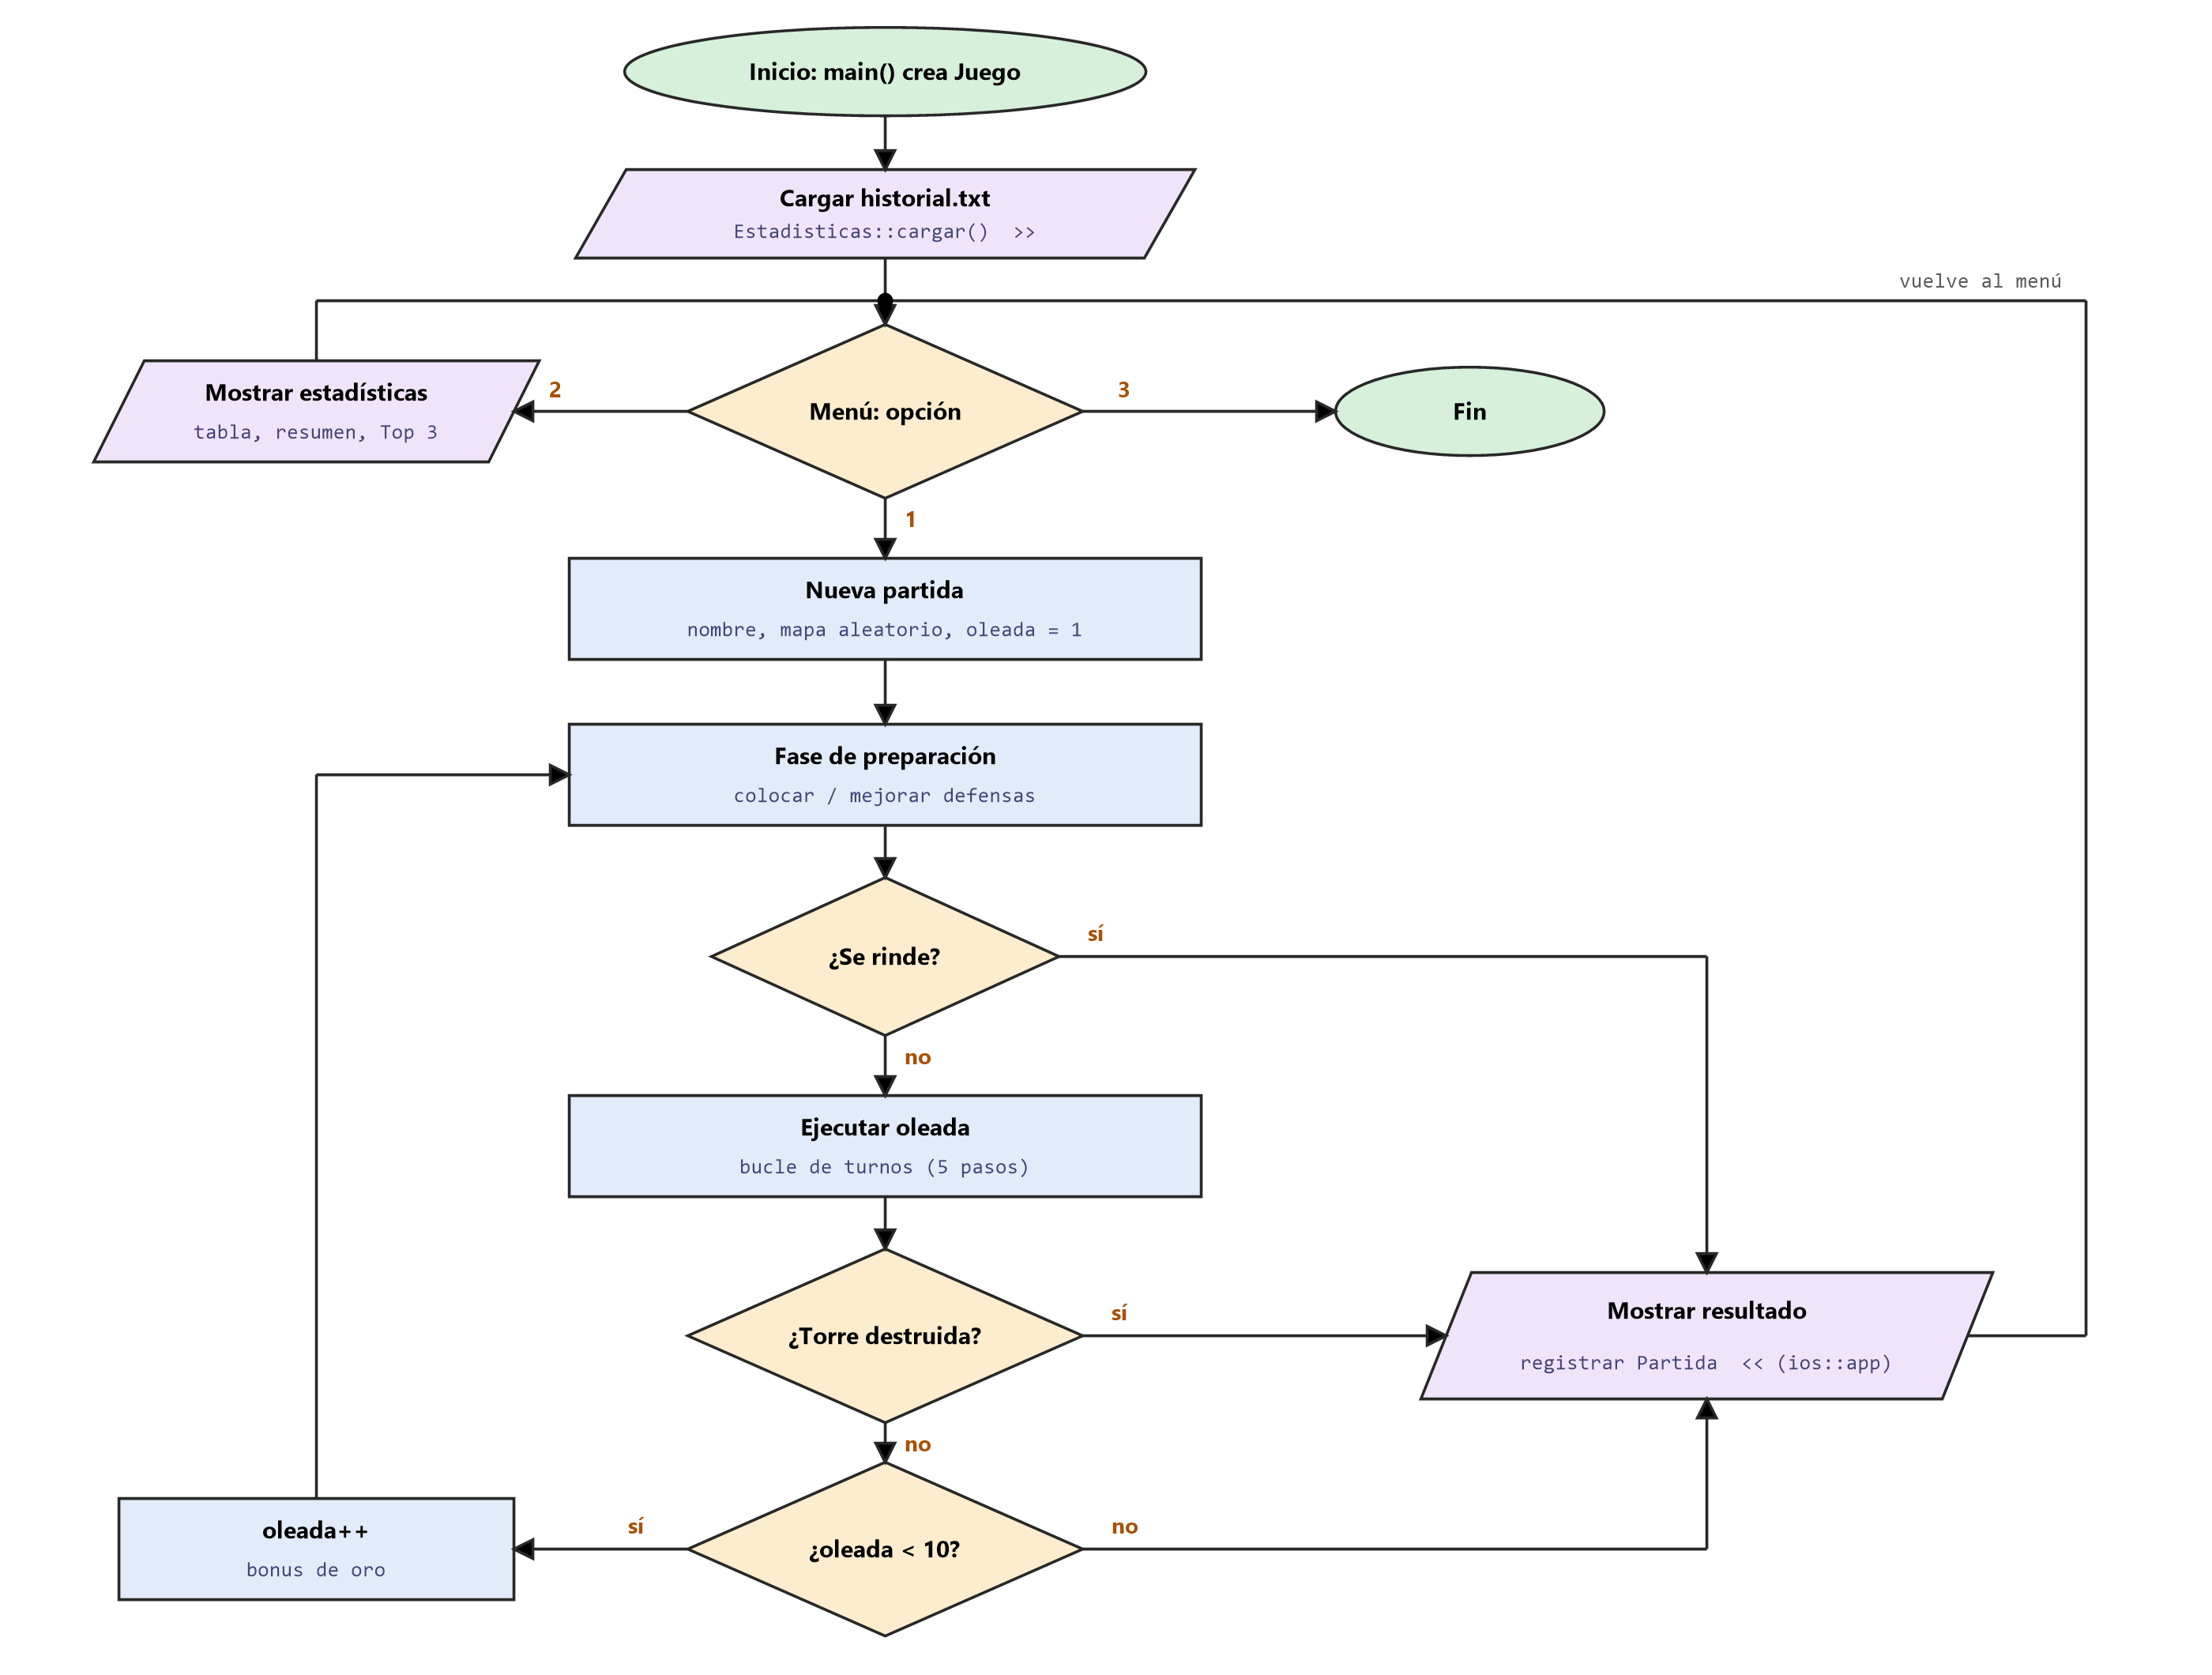 Inicio: main() crea Juego
Cargar historial.txt
Estadisticas::cargar()  >>
vuelve al menú
Mostrar estadísticas
tabla, resumen, Top 3
2
Menú: opción
3
Fin
1
Nueva partida
nombre, mapa aleatorio, oleada = 1
Fase de preparación
colocar / mejorar defensas
¿Se rinde?
sí
no
Ejecutar oleada
bucle de turnos (5 pasos)
¿Torre destruida?
sí
Mostrar resultado
registrar Partida  << (ios::app)
no
oleada++
bonus de oro
sí
¿oleada < 10?
no